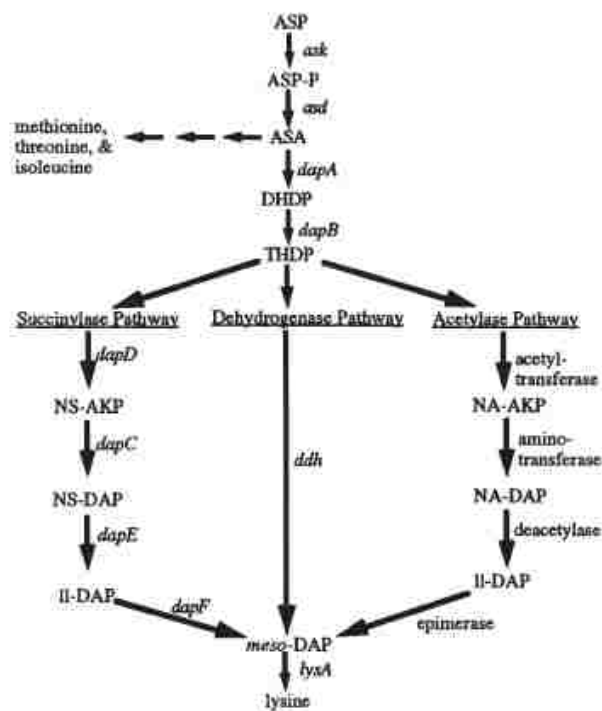 ASP
ask
ASP-P
asd
methionine,
threonine, &
isoleucine
ASA
dapA
DHDP
dapB
THDP
Succinylase Pathway
Dehydrogenase Pathway
Acetylase Pathway
dapD
acetyl-
transferase
NS-AKP
NA-AKP
dapC
ddh
amino-
transferase
NS-DAP
NA-DAP
dapE
deacetylase
ll-DAP
ll-DAP
dapF
epimerase
meso-DAP
lysA
lysine